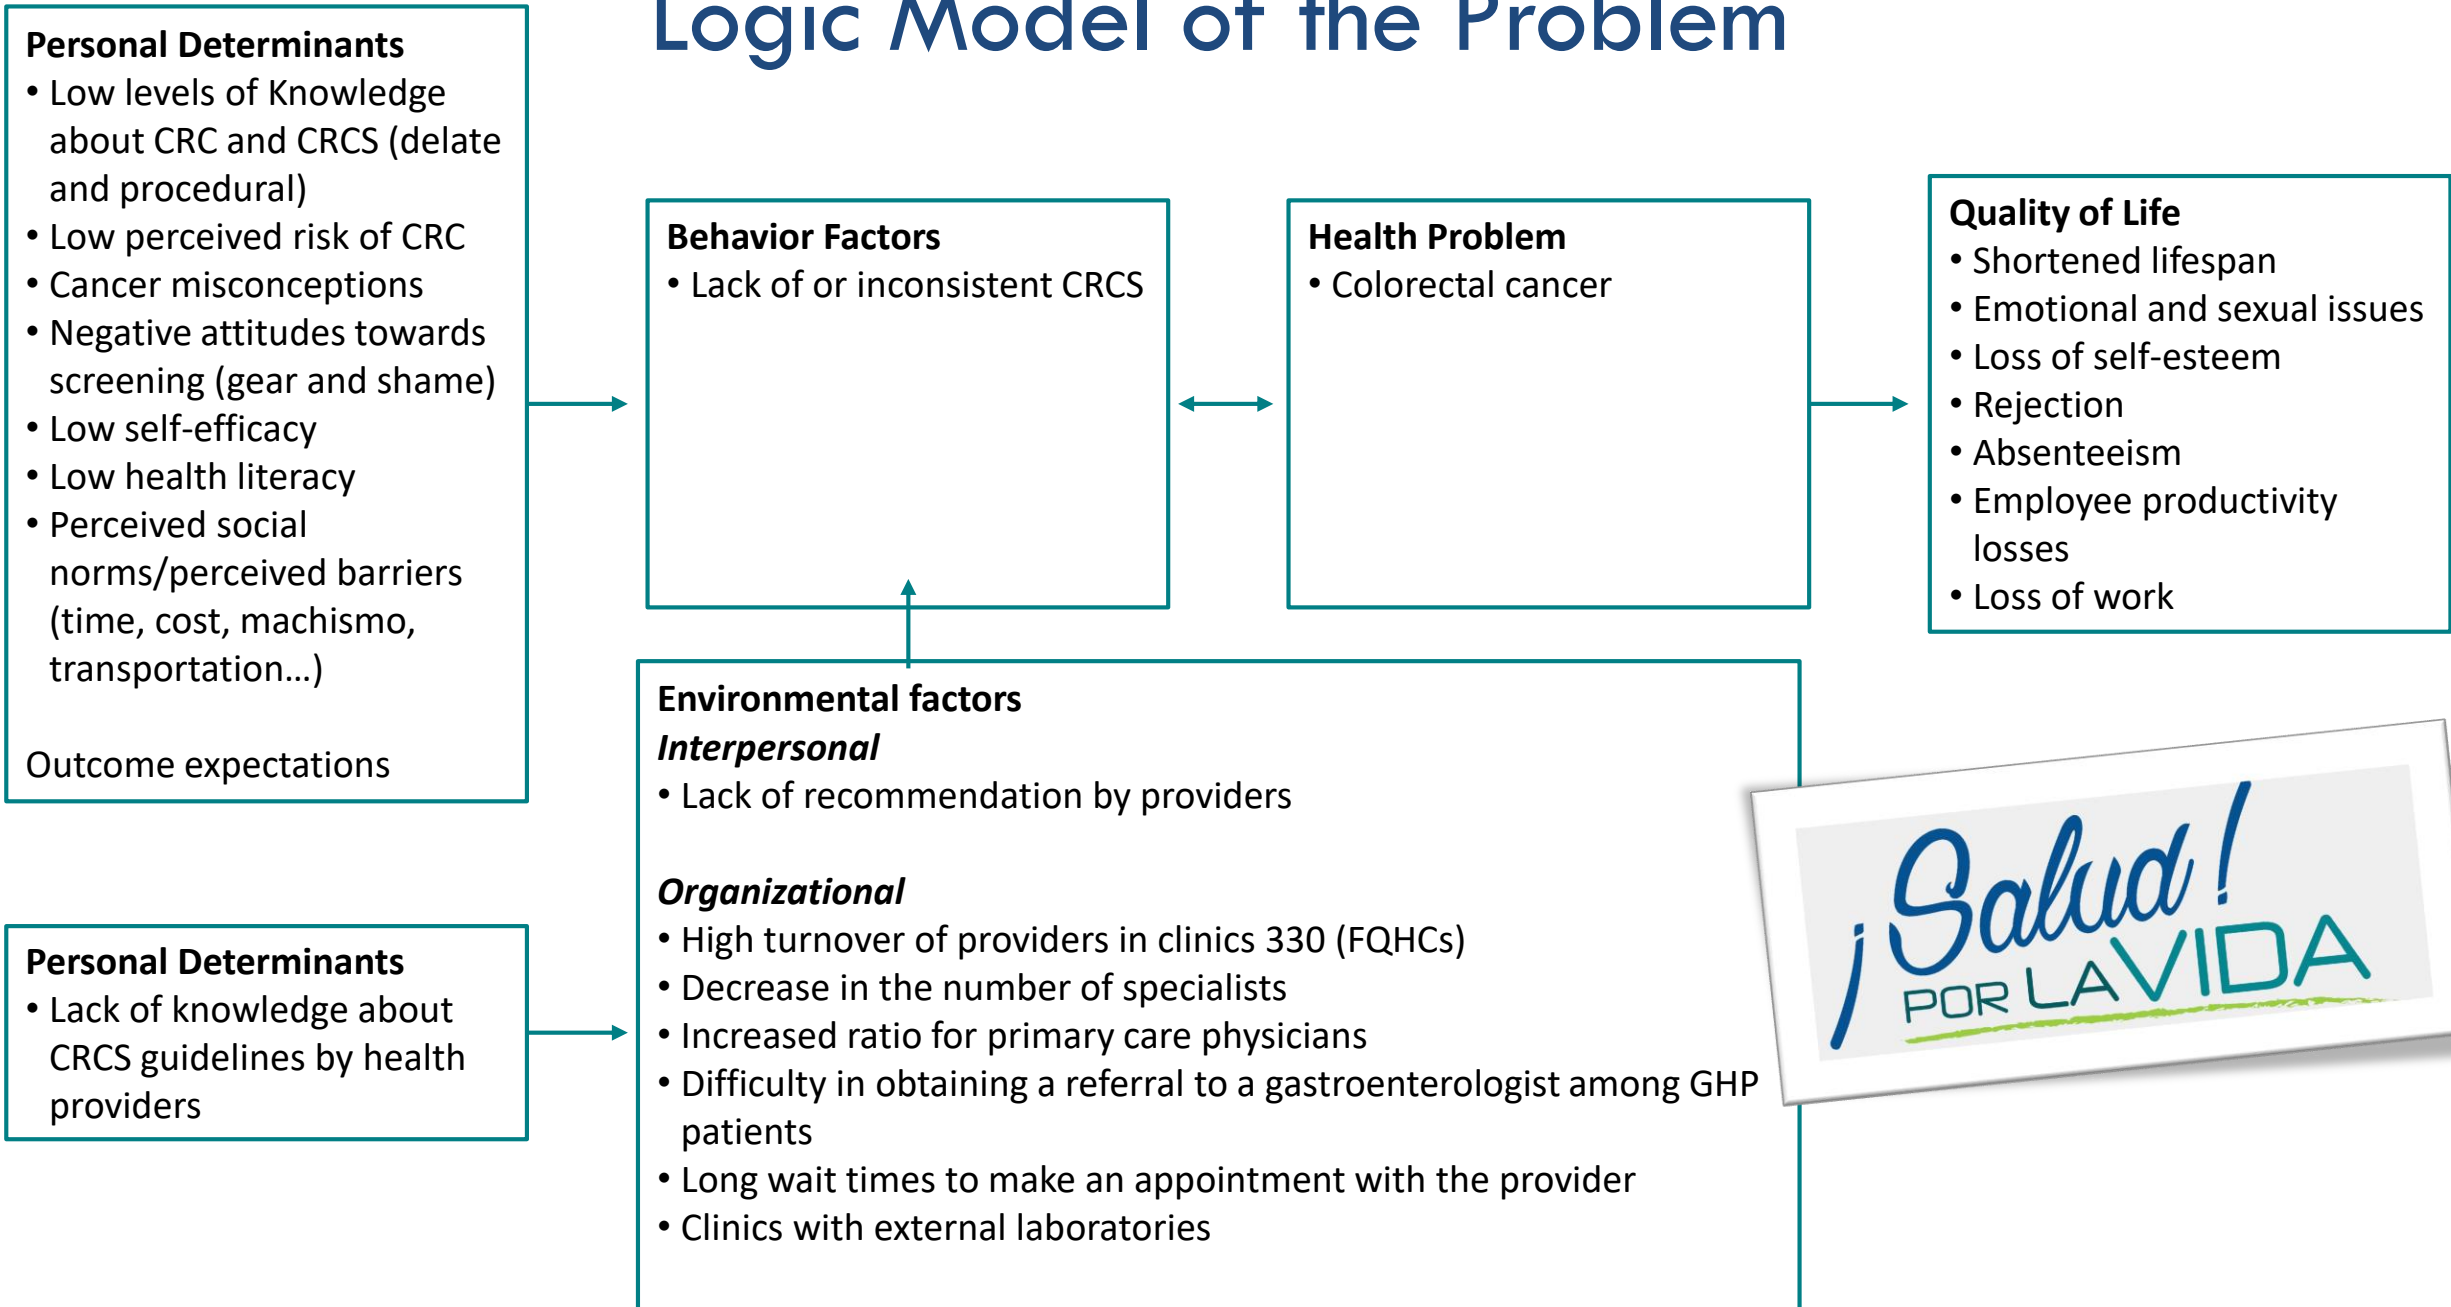 Logic Model of the Problem
Personal Determinants
• Low levels of Knowledge
about CRC and CRCS (delate
and procedural)
• Low perceived risk of CRC
• Cancer misconceptions
• Negative attitudes towards
screening (gear and shame)
• Low self-efficacy
• Low health literacy
• Perceived social
norms/perceived barriers
(time, cost, machismo,
transportation...)
Outcome expectations
Behavior Factors
• Lack of or inconsistent CRCS
Health Problem
• Colorectal cancer
Quality of Life
• Shortened lifespan
• Emotional and sexual issues
• Loss of self-esteem
• Rejection
• Absenteeism
• Employee productivity
losses
• Loss of work
Personal Determinants
• Lack of knowledge about
CRCS guidelines by health
providers
Environmental factors
Interpersonal
• Lack of recommendation by providers
Organizational
• High turnover of providers in clinics 330 (FQHCs)
• Decrease in the number of specialists
• Increased ratio for primary care physicians
• Difficulty in obtaining a referral to a gastroenterologist among GHP
patients
• Long wait times to make an appointment with the provider
• Clinics with external laboratories
¡Salud!
POR LA VIDA